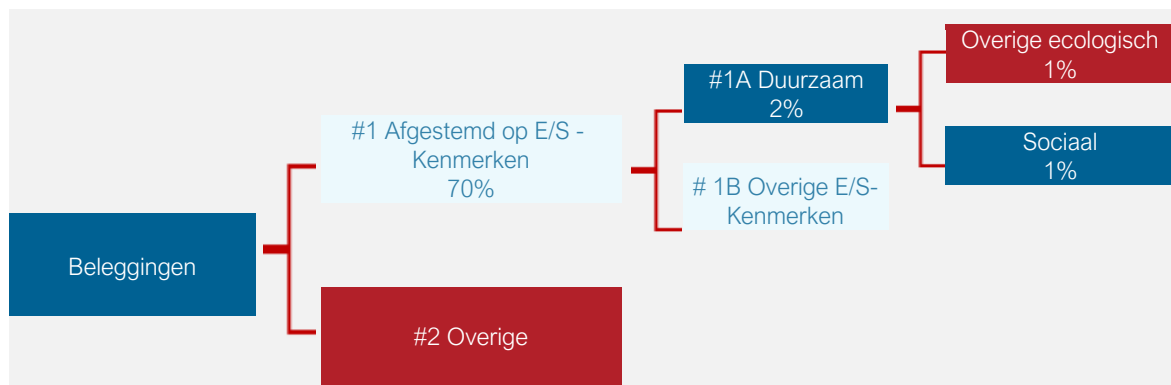 Beleggingen
#1 Afgestemd op E/S -
Kenmerken
70%
#2 Overige
#1A Duurzaam
2%
# 1B Overige E/S-
Kenmerken
Overige ecologisch
1%
Sociaal
1%